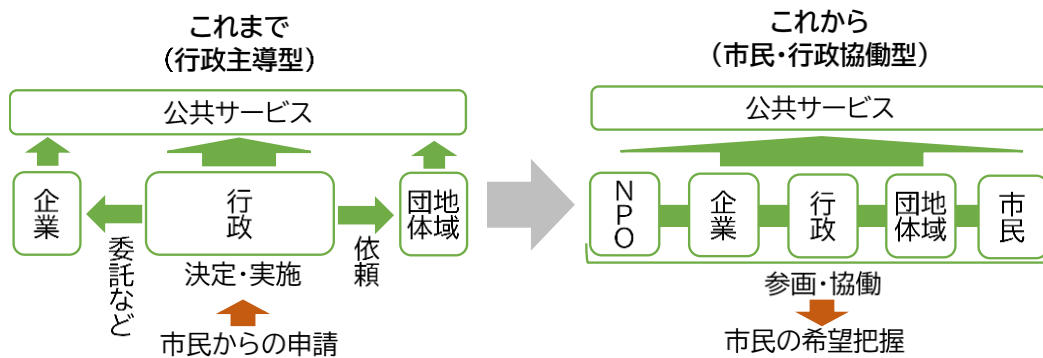 これまで
（行政主導型）
公共サービス
企業
行政
地域
団体
委託など
依頼
決定・実施
市民からの申請
これから
（市民・行政協働型）
公共サービス
NPO
企業
行政
地域
団体
市民
参画・協働
市民の希望把握